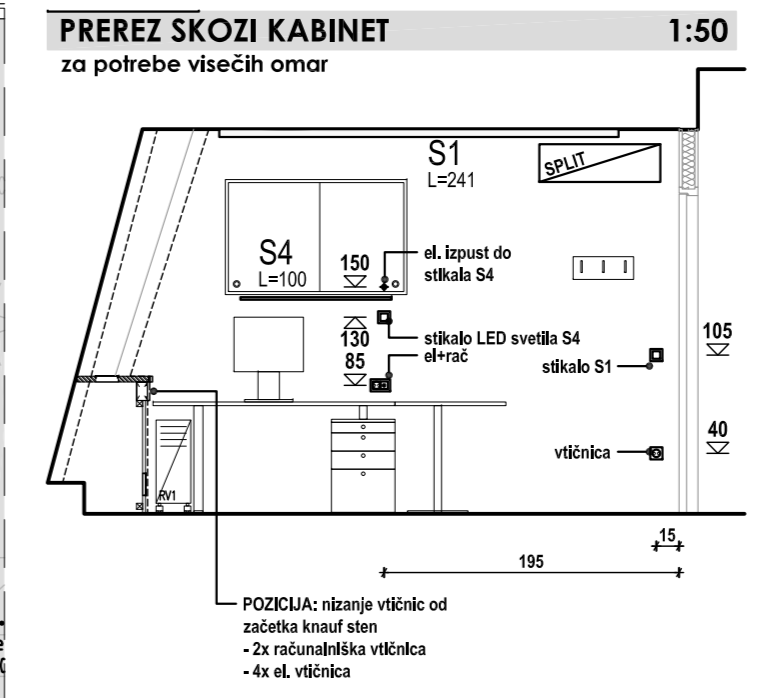 PREREZ SKOZI KABINET 1:50
za potrebe visečih omar
S1
L=241
SPLIT
S4
L=100
150
el. izpust do
stikala S4
130
stikalo LED svetila S4
85
el+rač
stikalo S1
105
vtičnica
40
RV1
15
195
POZICIJA: nizanje vtičnic od
začetka knauf sten
- 2x računalniška vtičnica
- 4x el. vtičnica